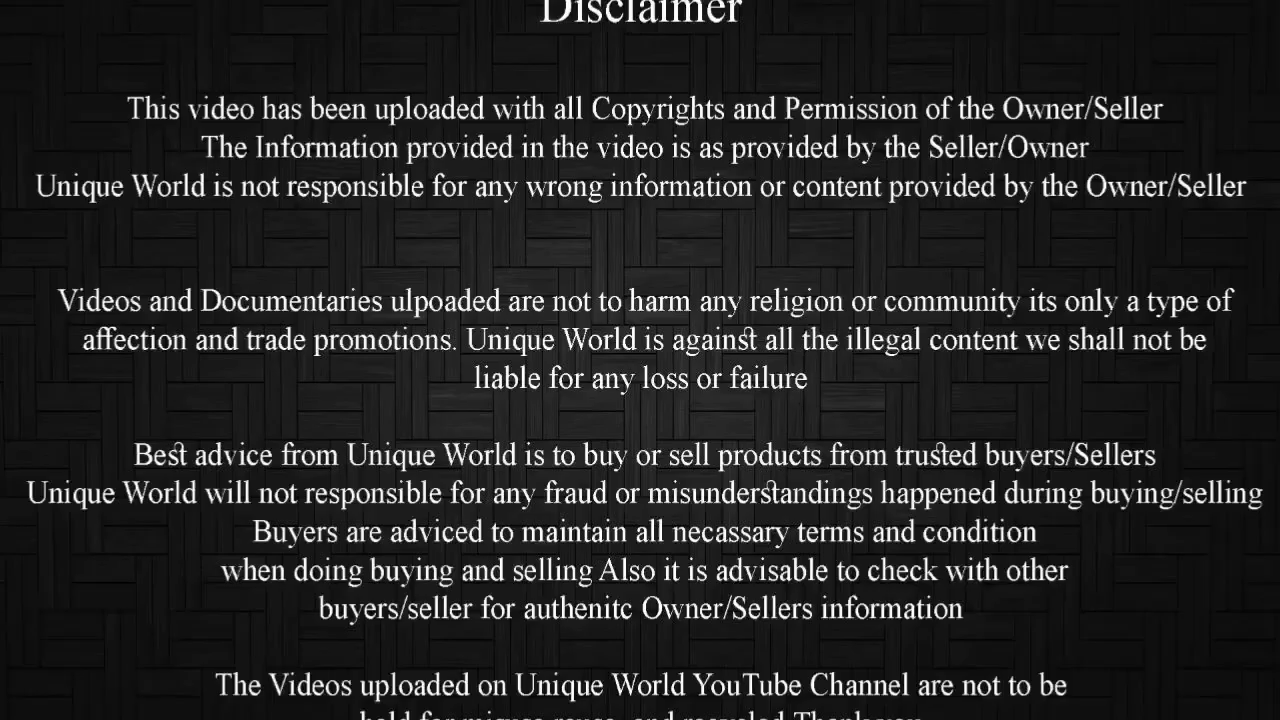 Disclaimer
This video has been uploaded with all Copyrights and Permission of the Owner/Seller
The Information provided in the video is as provided by the Seller/Owner
Unique World is not responsible for any wrong information or content provided by the Owner/Seller
Videos and Documentaries ulpoaded are not to harm any religion or community its only a type of
affection and trade promotions. Unique World is against all the illegal content we shall not be
liable for any loss or failure
Best advice from Unique World is to buy or sell products from trusted buyers/Sellers
Unique World will not responsible for any fraud or misunderstandings happened during buying/selling
Buyers are adviced to maintain all necassary terms and condition
when doing buying and selling Also it is advisable to check with other
buyers/seller for authenitc Owner/Sellers information
The Videos uploaded on Unique World YouTube Channel are not to be